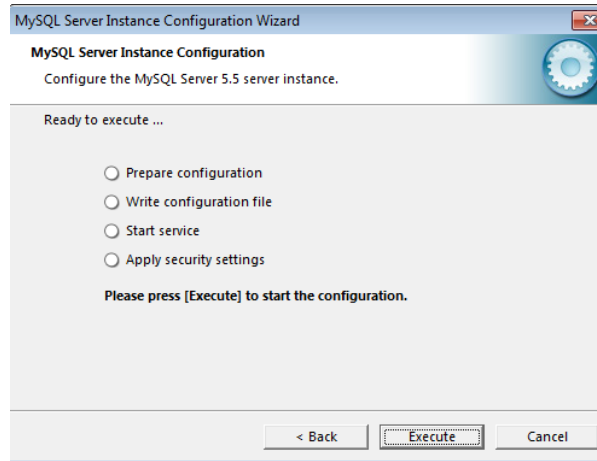 MySQL Server Instance Configuration Wizard
MySQL Server Instance Configuration
Configure the MySQL Server 5.5 server instance.
Ready to execute ...
Prepare configuration
Write configuration file
Start service
Apply security settings
Please press [Execute] to start the configuration.
< Back
Execute
Cancel